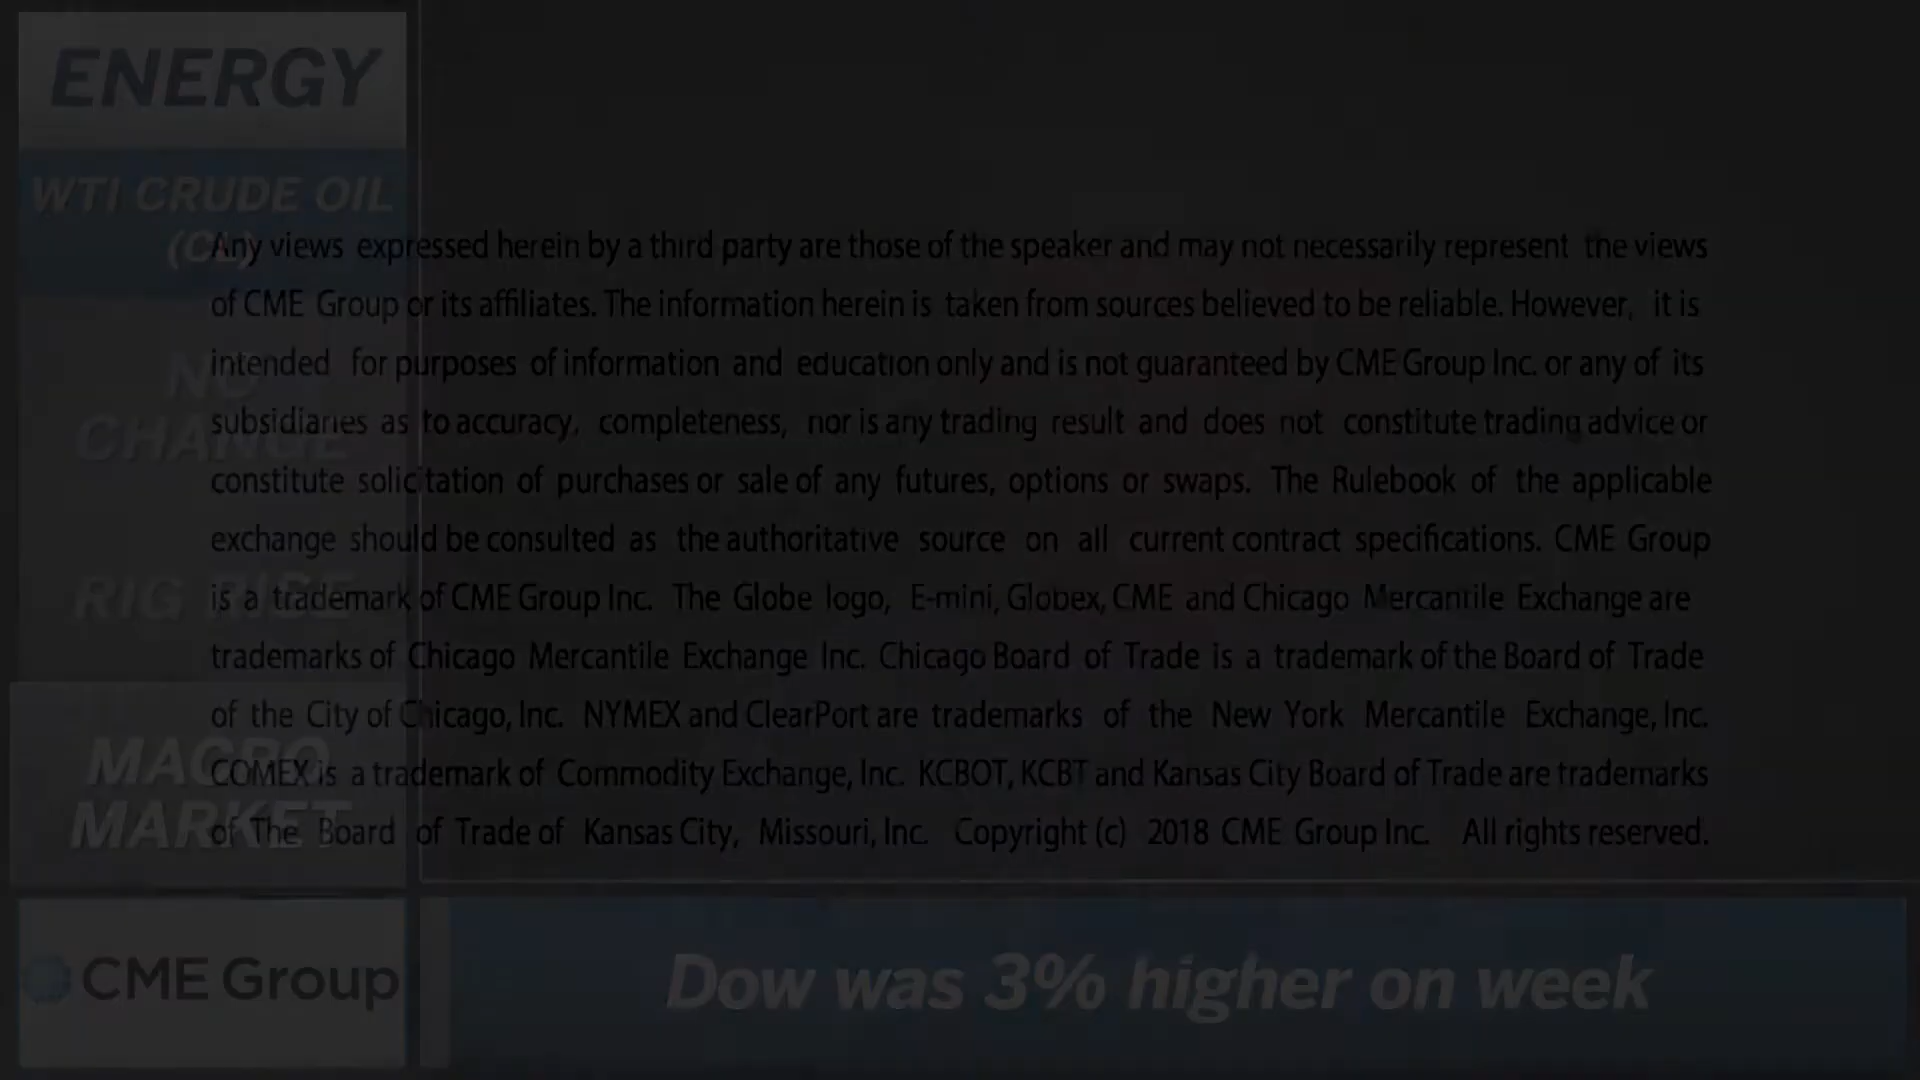 ENERGY
WTI CRUDE OIL
(CL)
NO
CHANGE
RIG RISE
MACRO
MARKET
CME Group
Any views expressed herein by a third party are those of the speaker and may not necessarily represent the views
of CME Group or its affiliates. The information herein is taken from sources believed to be reliable. However, it is
intended for purposes of information and education only and is not guaranteed by CME Group Inc. or any of its
subsidiaries as to accuracy, completeness, nor is any trading result and does not constitute trading advice or
constitute solicitation of purchases or sale of any futures, options or swaps. The Rulebook of the applicable
exchange should be consulted as the authoritative source on all current contract specifications. CME Group
is a trademark of CME Group Inc. The Globe logo, E-mini, Globex, CME and Chicago Mercantile Exchange are
trademarks of Chicago Mercantile Exchange Inc. Chicago Board of Trade is a trademark of the Board of Trade
of the City of Chicago, Inc. NYMEX and ClearPort are trademarks of the New York Mercantile Exchange, Inc.
COMEX is a trademark of Commodity Exchange, Inc. KCBOT, KCBT and Kansas City Board of Trade are trademarks
of The Board of Trade of Kansas City, Missouri, Inc. Copyright (c) 2018 CME Group Inc. All rights reserved.
Dow was 3% higher on week